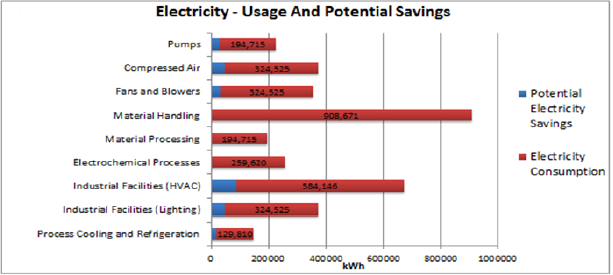 Electricity - Usage And Potential Savings
Pumps 194,715
Compressed Air 324,525
Fans and Blowers 324,525
Material Handling 908,671
Material Processing 194,715
Electrochemical Processes 259,620
Industrial Facilities (HVAC) 584,146
Industrial Facilities (Lighting) 324,525
Process Cooling and Refrigeration 129,810
Potential
Electricity
Savings
Electricity
Consumption
0 200000 400000 600000 800000 1000000
kWh